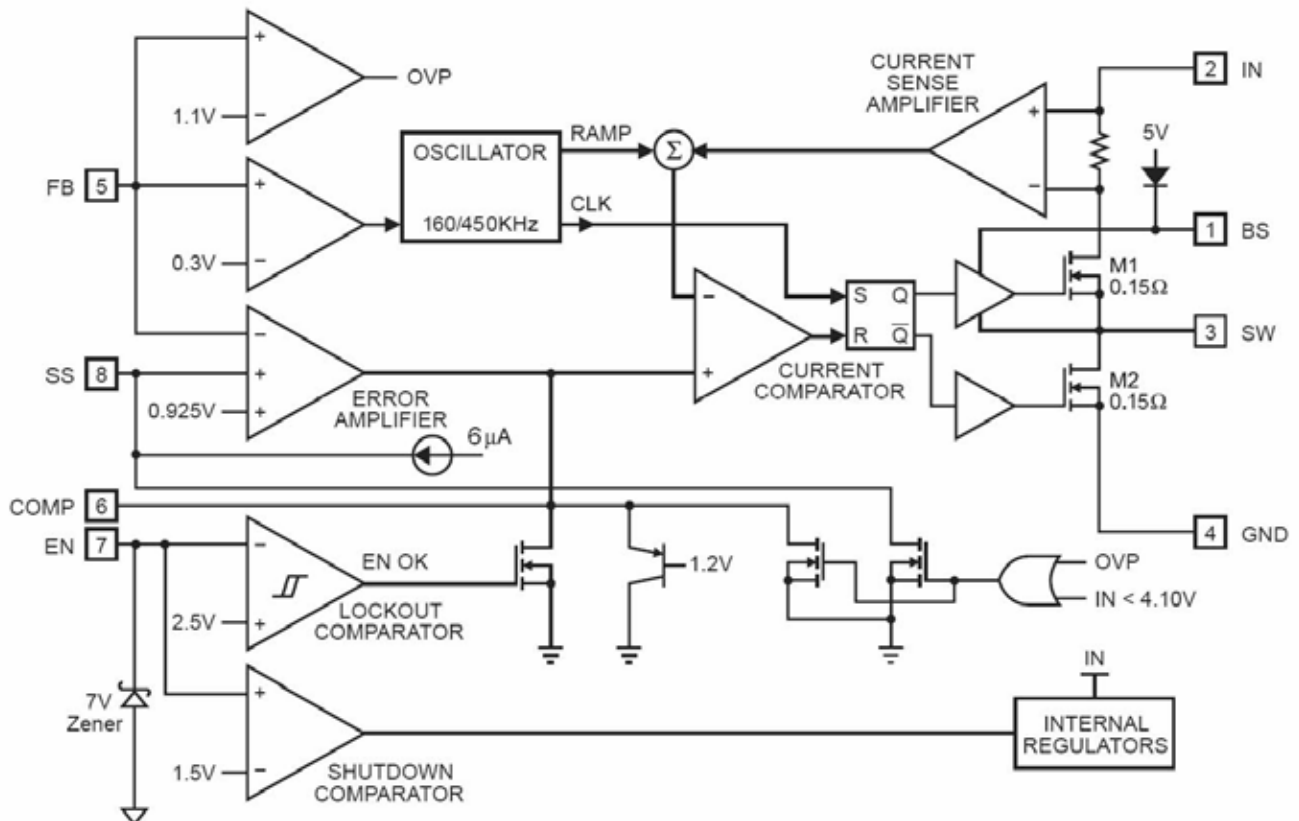 +
OVP
1.1V
−
CURRENT
SENSE
AMPLIFIER
+
−
2 IN
5V
FB 5
+
0.3V
−
OSCILLATOR
160/450KHz
RAMP
CLK
Σ
1 BS
M1
0.15Ω
S Q
R Q̅
−
+
CURRENT
COMPARATOR
3 SW
M2
0.15Ω
SS 8
−
+
0.925V
+
ERROR
AMPLIFIER
6μA
COMP 6
EN 7
−
2.5V
+
EN OK
LOCKOUT
COMPARATOR
1.2V
4 GND
OVP
IN < 4.10V
7V
Zener
+
1.5V
−
SHUTDOWN
COMPARATOR
IN
INTERNAL
REGULATORS